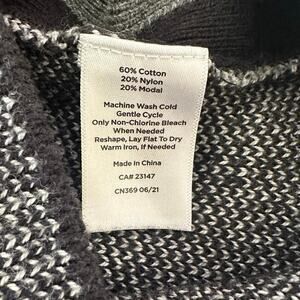 60% Cotton
20% Nylon
20% Modal
Machine Wash Cold
Gentle Cycle
Only Non-Chlorine Bleach
When Needed
Reshape, Lay Flat To Dry
Warm Iron, If Needed
Made In China
CA# 23147
CN369 06/21